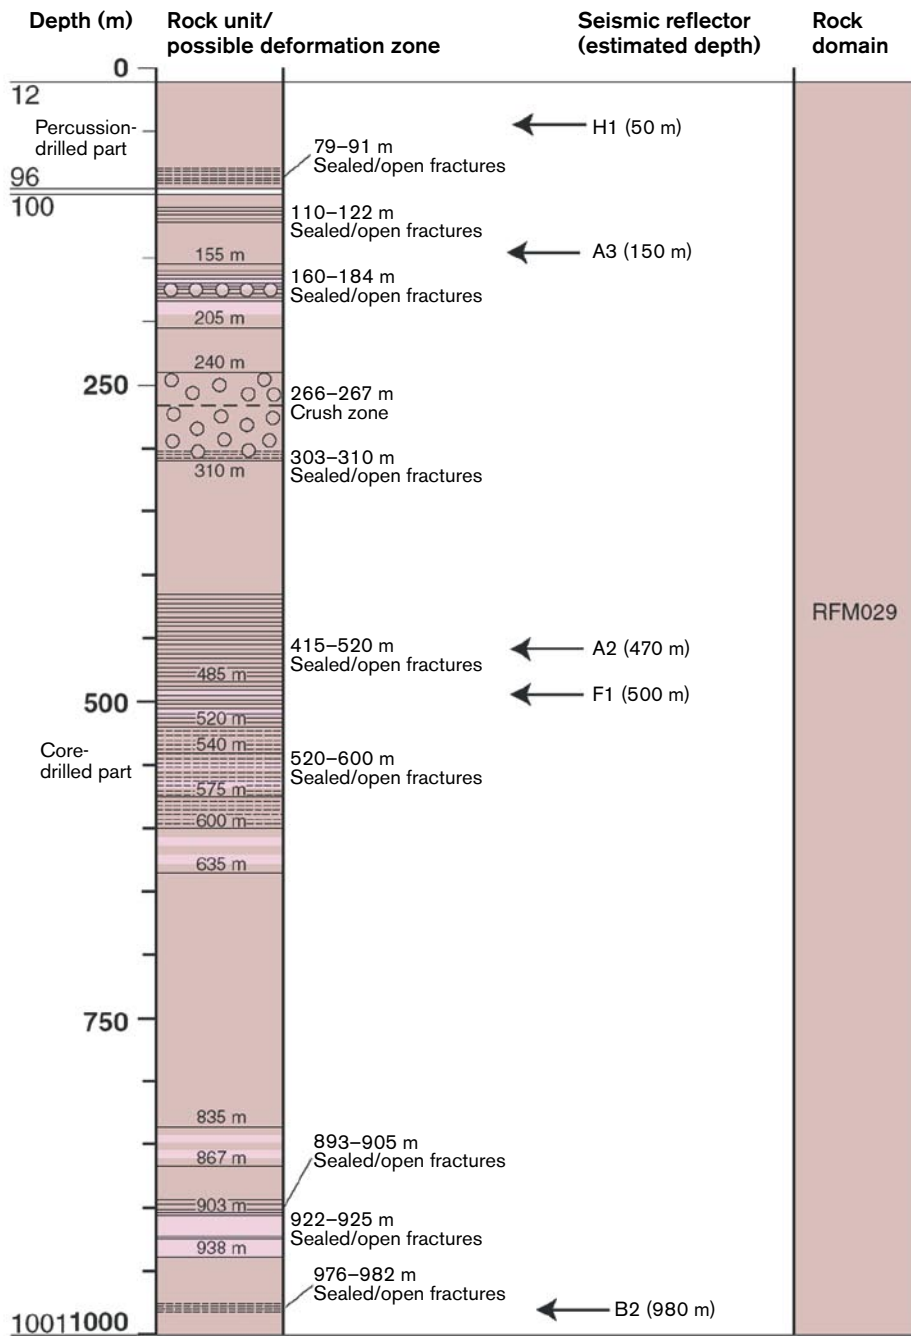 Depth (m)
Rock unit/
possible deformation zone
Seismic reflector
(estimated depth)
Rock
domain
0
12
Percussion-
drilled part
H1 (50 m)
79–91 m
Sealed/open fractures
96
100
110–122 m
Sealed/open fractures
155 m
A3 (150 m)
160–184 m
Sealed/open fractures
205 m
240 m
250
266–267 m
Crush zone
303–310 m
Sealed/open fractures
310 m
RFM029
415–520 m
Sealed/open fractures
A2 (470 m)
485 m
F1 (500 m)
500
520 m
540 m
Core-
drilled part
520–600 m
Sealed/open fractures
575 m
600 m
635 m
750
835 m
867 m
893–905 m
Sealed/open fractures
903 m
922–925 m
Sealed/open fractures
938 m
976–982 m
Sealed/open fractures
B2 (980 m)
1001 1000